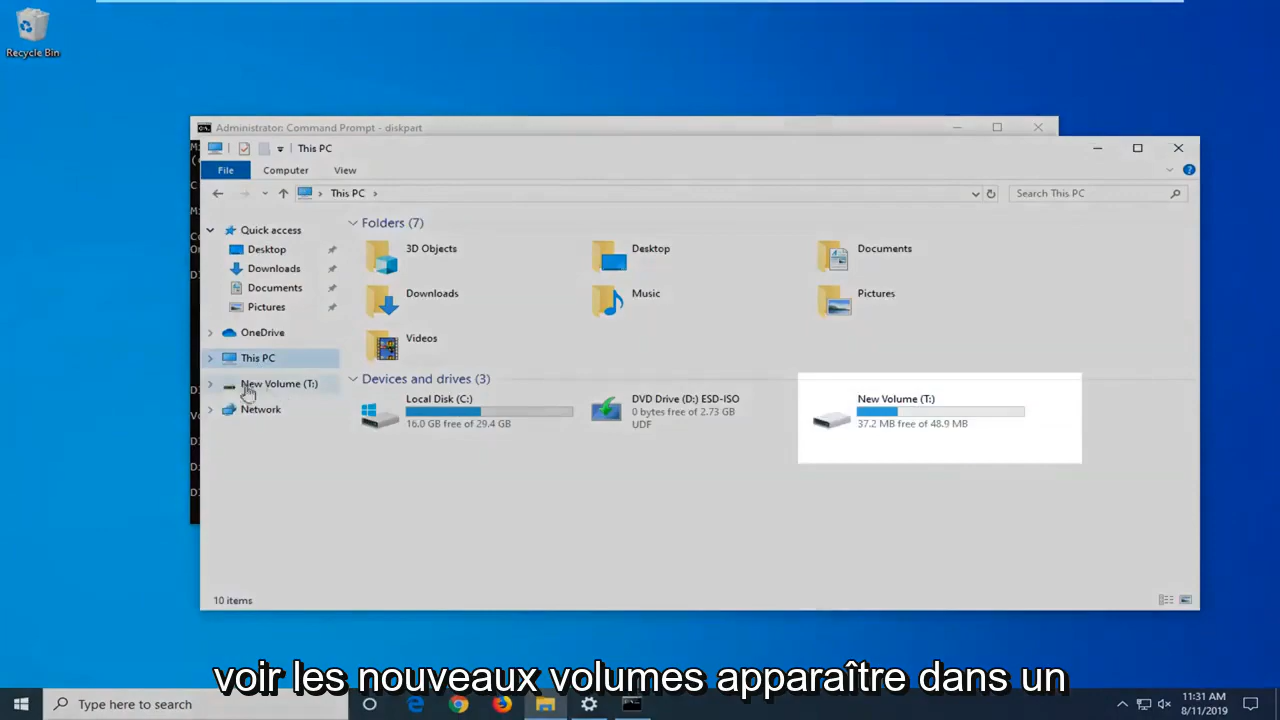 Recycle Bin
Administrator: Command Prompt - diskpart
This PC
File
Computer
View
This PC
Search This PC
Quick access
Desktop
Downloads
Documents
Pictures
OneDrive
This PC
New Volume (T:)
Network
Folders (7)
3D Objects
Desktop
Documents
Downloads
Music
Pictures
Videos
Devices and drives (3)
Local Disk (C:)
16.0 GB free of 29.4 GB
DVD Drive (D:) ESD-ISO
0 bytes free of 2.73 GB
UDF
New Volume (T:)
37.2 MB free of 48.9 MB
10 items
voir les nouveaux volumes apparaître dans un
Type here to search
11:31 AM
8/11/2019